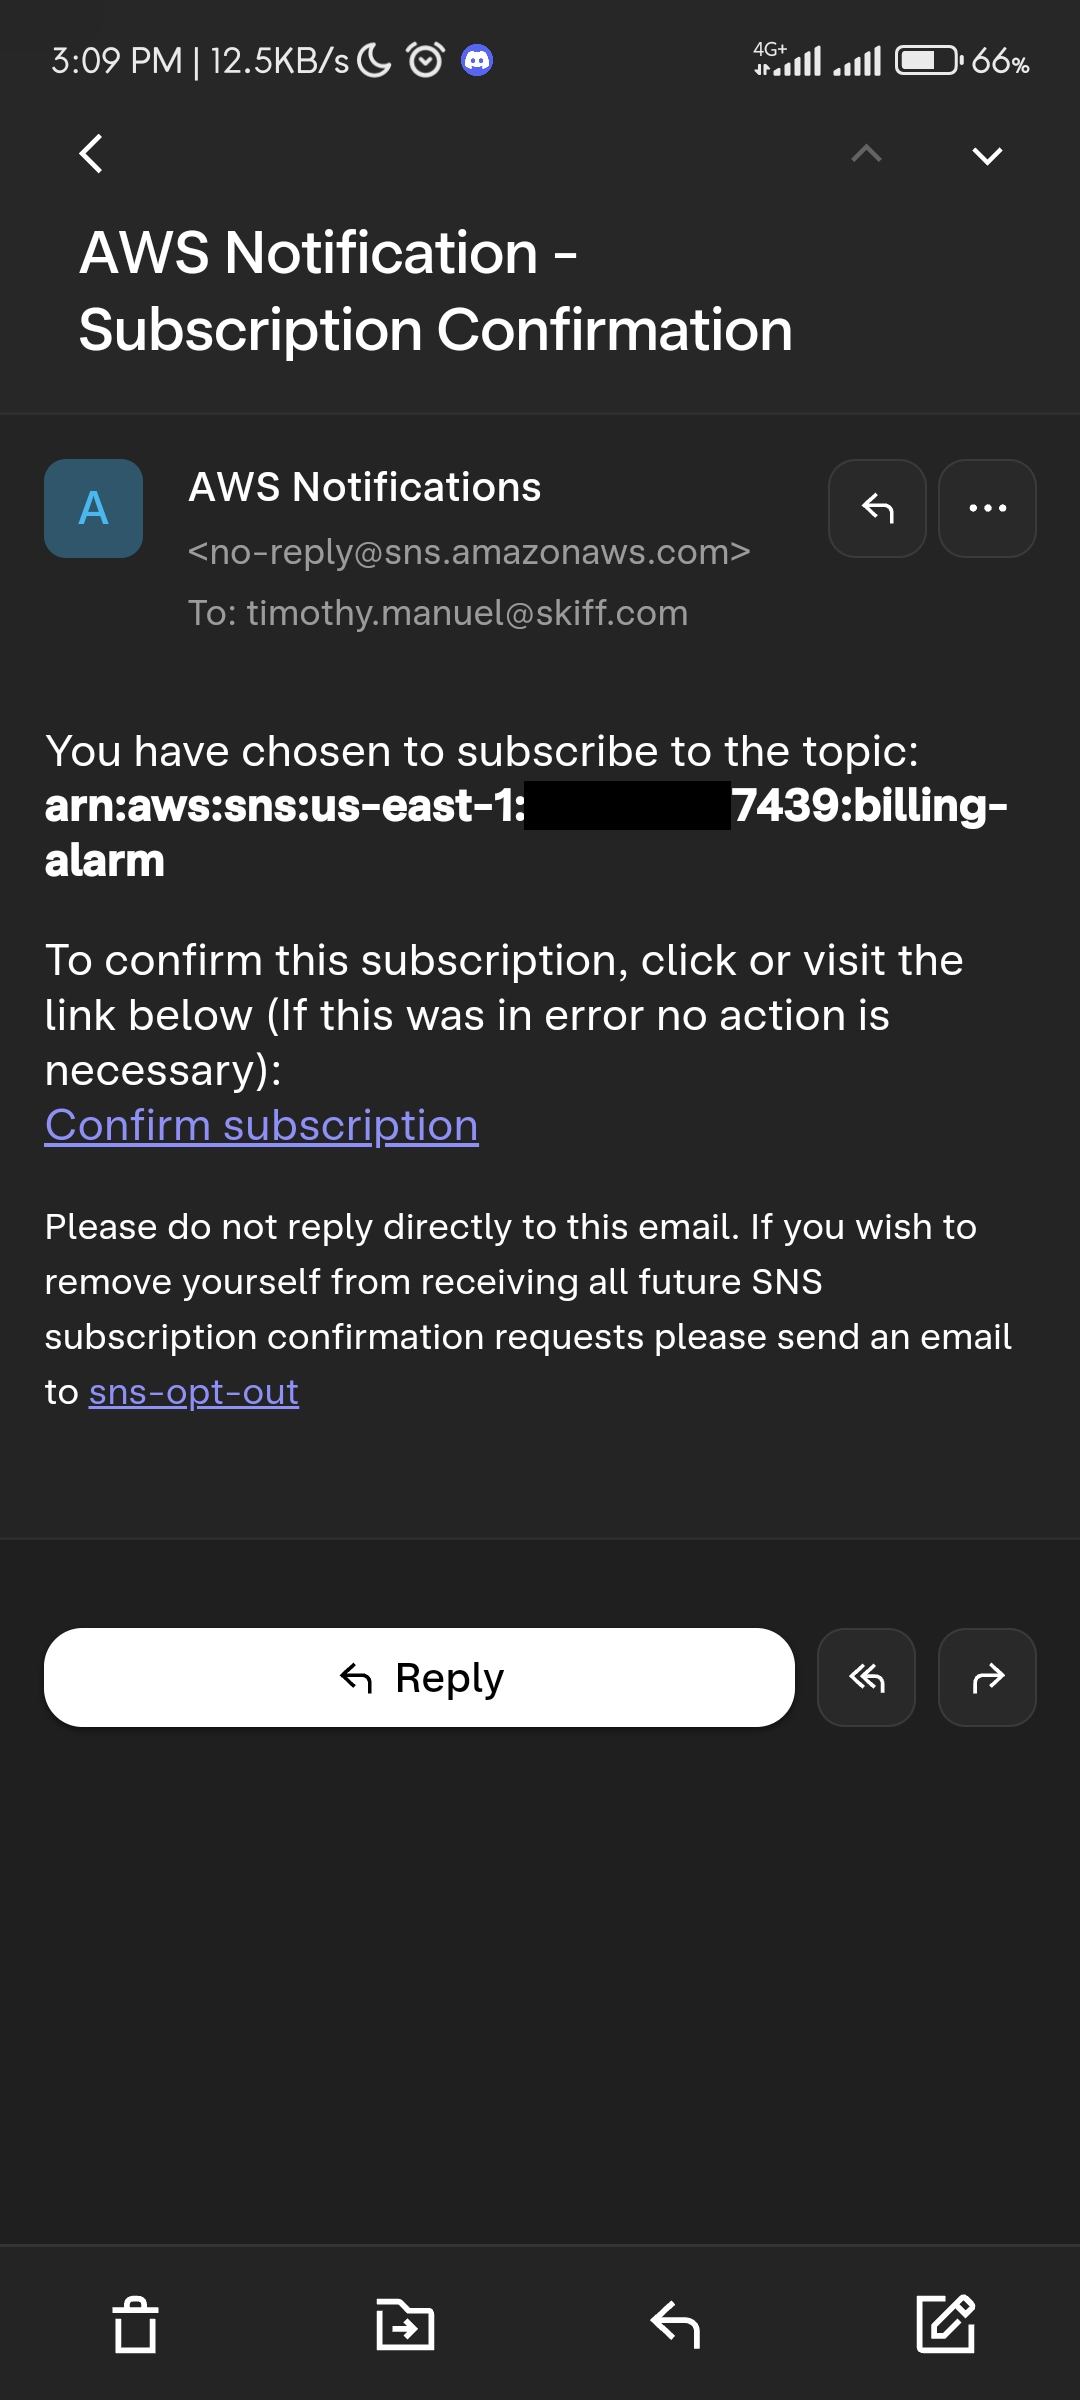 3:09 PM | 12.5KB/s 4G+ 66%
AWS Notification -
Subscription Confirmation
A
AWS Notifications
<no-reply@sns.amazonaws.com>
To: timothy.manuel@skiff.com
You have chosen to subscribe to the topic:
arn:aws:sns:us-east-1: 7439:billing-
alarm
To confirm this subscription, click or visit the
link below (If this was in error no action is
necessary):
Confirm subscription
Please do not reply directly to this email. If you wish to
remove yourself from receiving all future SNS
subscription confirmation requests please send an email
to sns-opt-out
Reply